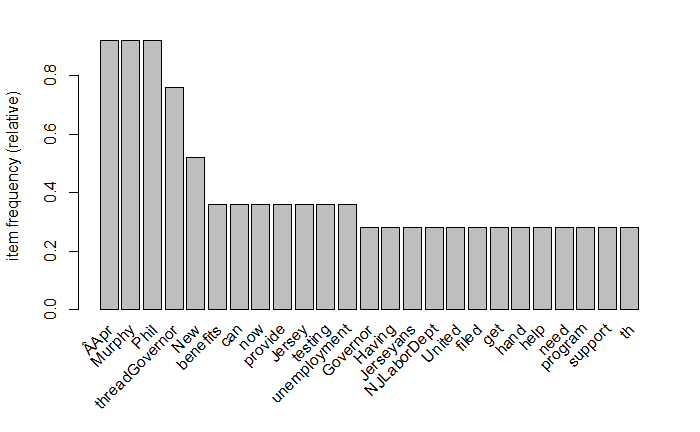 item frequency (relative)
0.8
0.6
0.4
0.2
0.0
ÂApr
Murphy
Phil
threadGovernor
New
benefits
can
now
provide
Jersey
testing
unemployment
Governor
Having
Jerseyans
NJLaborDept
United
filed
get
hand
help
need
program
support
th